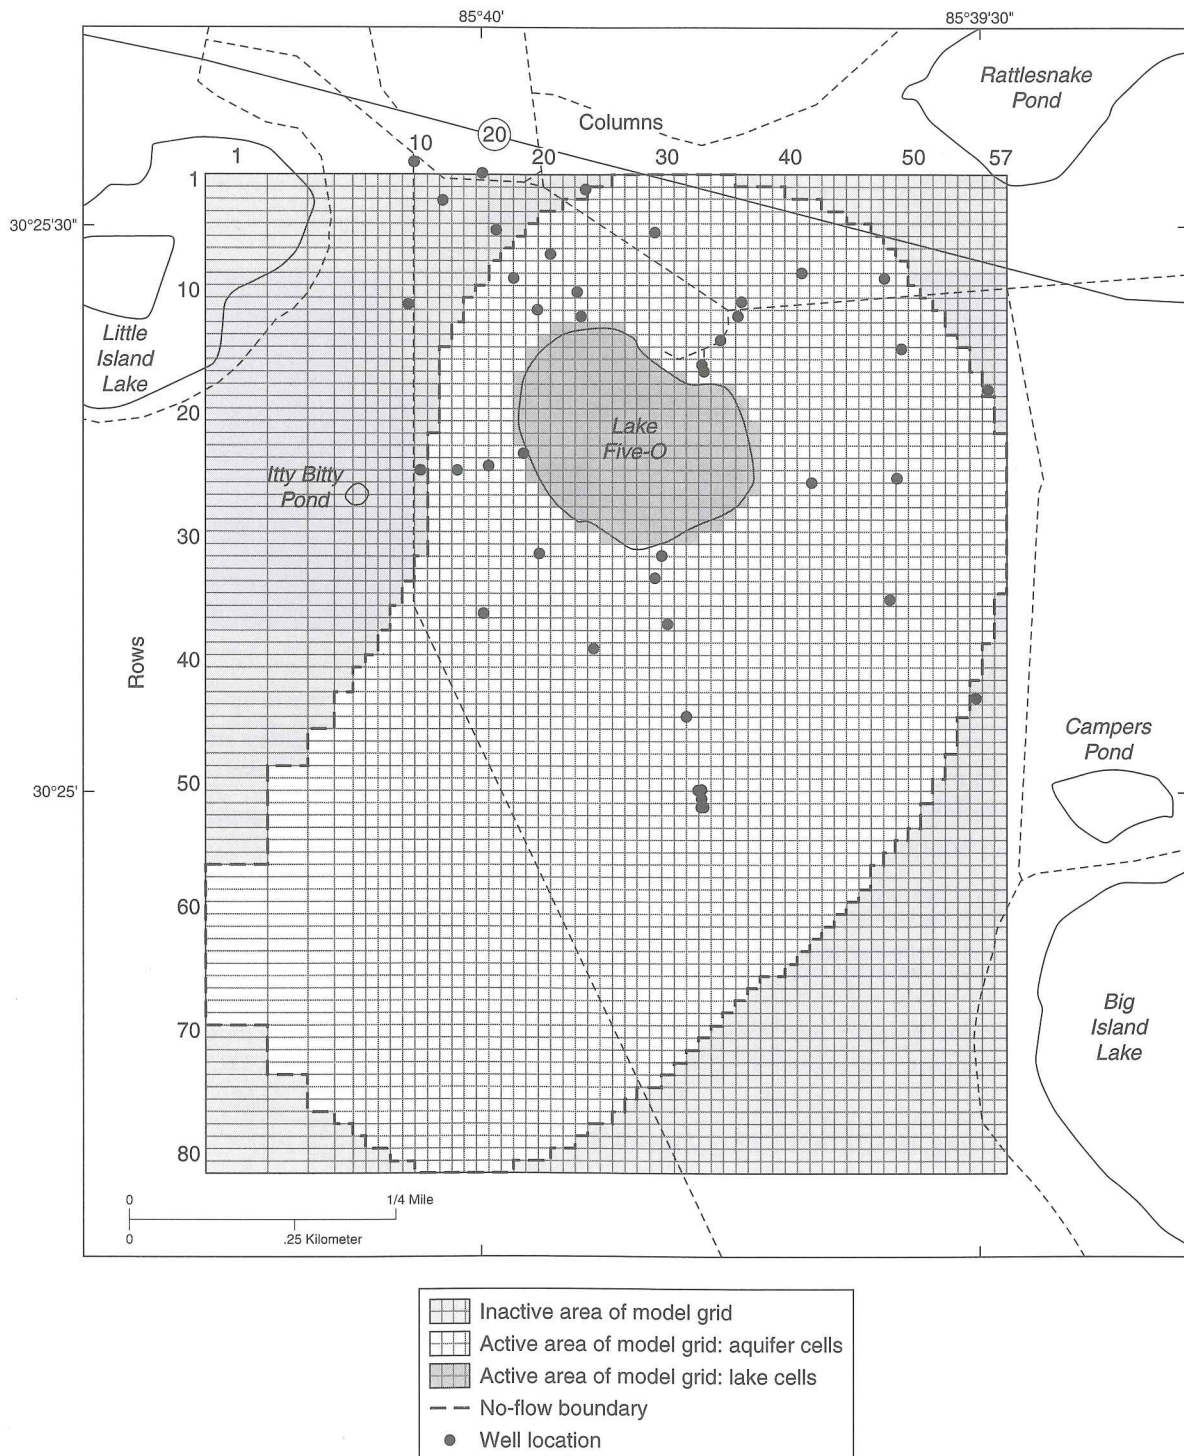 85°40'
85°39'30"
Rattlesnake
Pond
20
Columns
1
10
20
30
40
50
57
1
30°25'30"
10
Little
Island
Lake
20
Lake
Five-O
Itty Bitty
Pond
30
Rows
40
Campers
Pond
50
30°25'
60
Big
Island
Lake
70
80
0
1/4 Mile
0
.25 Kilometer
Inactive area of model grid
Active area of model grid: aquifer cells
Active area of model grid: lake cells
No-flow boundary
Well location